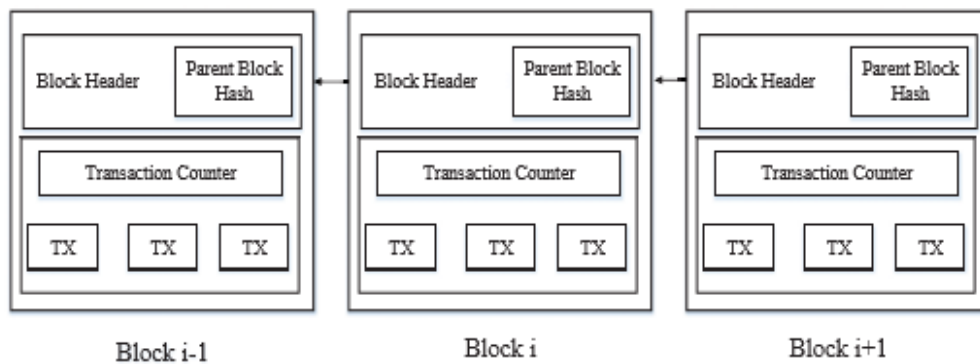 Block Header
Parent Block
Hash
Transaction Counter
TX TX TX
Block i-1
Block Header
Parent Block
Hash
Transaction Counter
TX TX TX
Block i
Block Header
Parent Block
Hash
Transaction Counter
TX TX TX
Block i+1